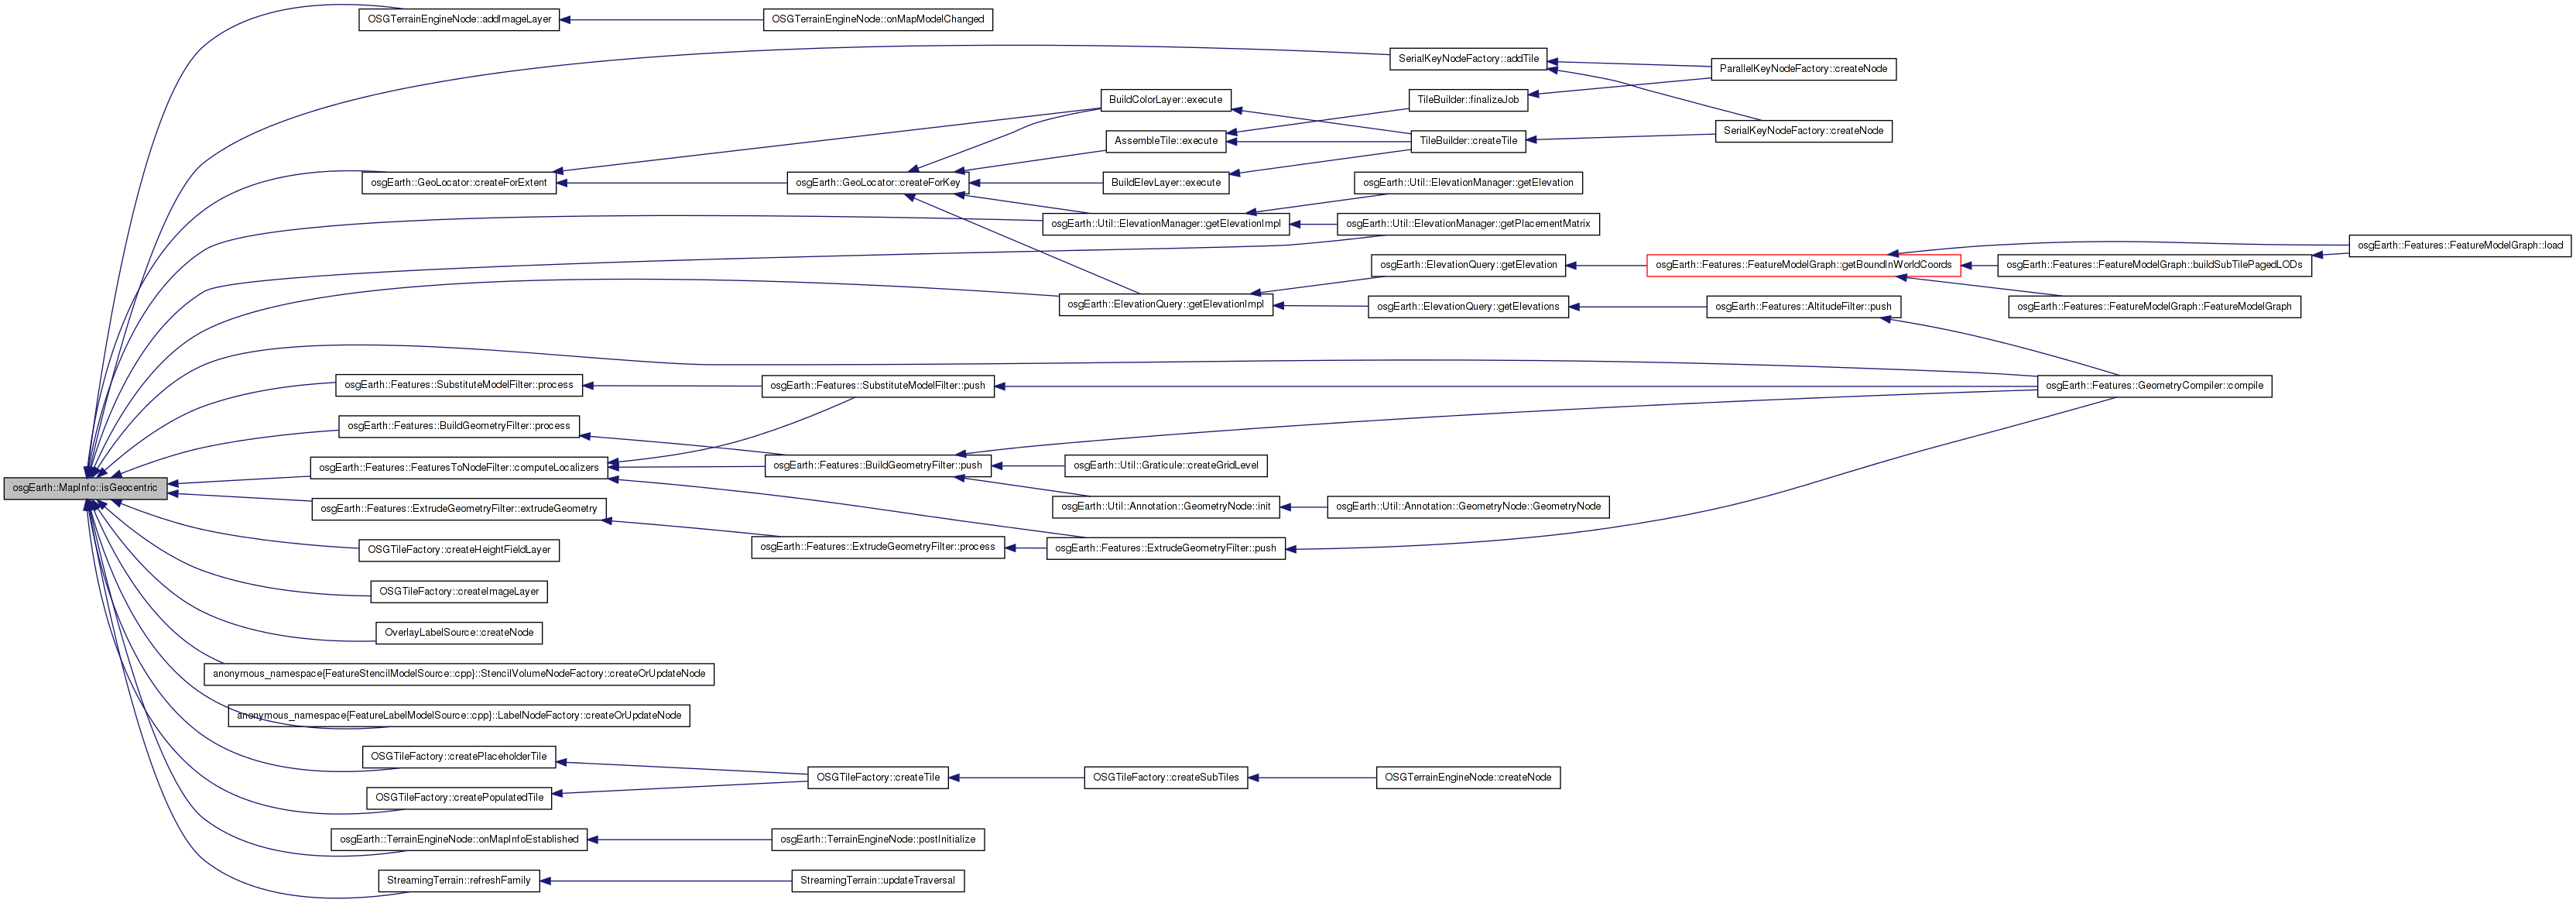 OSGTerrainEngineNode::addImageLayer
OSGTerrainEngineNode::onMapModelChanged
SerialKeyNodeFactory::addTile
ParallelKeyNodeFactory::createNode
BuildColorLayer::execute
TileBuilder::finalizeJob
AssembleTile::execute
TileBuilder::createTile
SerialKeyNodeFactory::createNode
osgEarth::GeoLocator::createForExtent
osgEarth::GeoLocator::createForKey
BuildElevLayer::execute
osgEarth::Util::ElevationManager::getElevation
osgEarth::Util::ElevationManager::getElevationImpl
osgEarth::Util::ElevationManager::getPlacementMatrix
osgEarth::Features::FeatureModelGraph::load
osgEarth::ElevationQuery::getElevation
osgEarth::Features::FeatureModelGraph::getBoundInWorldCoords
osgEarth::Features::FeatureModelGraph::buildSubTilePagedLODs
osgEarth::ElevationQuery::getElevationImpl
osgEarth::ElevationQuery::getElevations
osgEarth::Features::AltitudeFilter::push
osgEarth::Features::FeatureModelGraph::FeatureModelGraph
osgEarth::Features::SubstituteModelFilter::process
osgEarth::Features::SubstituteModelFilter::push
osgEarth::Features::GeometryCompiler::compile
osgEarth::Features::BuildGeometryFilter::process
osgEarth::Features::FeaturesToNodeFilter::computeLocalizers
osgEarth::Features::BuildGeometryFilter::push
osgEarth::Util::Graticule::createGridLevel
osgEarth::MapInfo::isGeocentric
osgEarth::Features::ExtrudeGeometryFilter::extrudeGeometry
osgEarth::Util::Annotation::GeometryNode::init
osgEarth::Util::Annotation::GeometryNode::GeometryNode
OSGTileFactory::createHeightFieldLayer
osgEarth::Features::ExtrudeGeometryFilter::process
osgEarth::Features::ExtrudeGeometryFilter::push
OSGTileFactory::createImageLayer
OverlayLabelSource::createNode
anonymous_namespace{FeatureStencilModelSource::cpp}::StencilVolumeNodeFactory::createOrUpdateNode
anonymous_namespace{FeatureLabelModelSource::cpp}::LabelNodeFactory::createOrUpdateNode
OSGTileFactory::createPlaceholderTile
OSGTileFactory::createTile
OSGTileFactory::createSubTiles
OSGTerrainEngineNode::createNode
OSGTileFactory::createPopulatedTile
osgEarth::TerrainEngineNode::onMapInfoEstablished
osgEarth::TerrainEngineNode::postInitialize
StreamingTerrain::refreshFamily
StreamingTerrain::updateTraversal